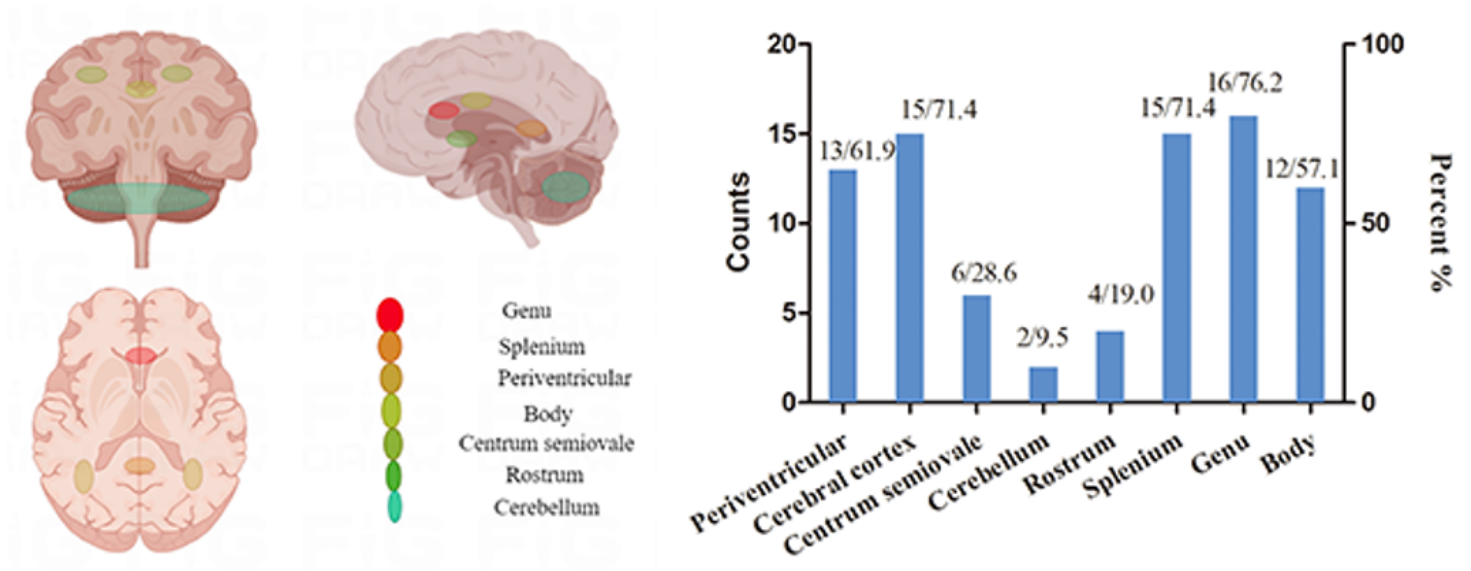 Genu
Splenium
Periventricular
Body
Centrum semiovale
Rostrum
Cerebellum
20
15
10
5
0
Counts
13/61.9
15/71.4
6/28.6
2/9.5
4/19.0
15/71.4
16/76.2
12/57.1
100
50
0
Percent %
Periventricular
Cerebral cortex
Centrum semiovale
Cerebellum
Rostrum
Splenium
Genu
Body